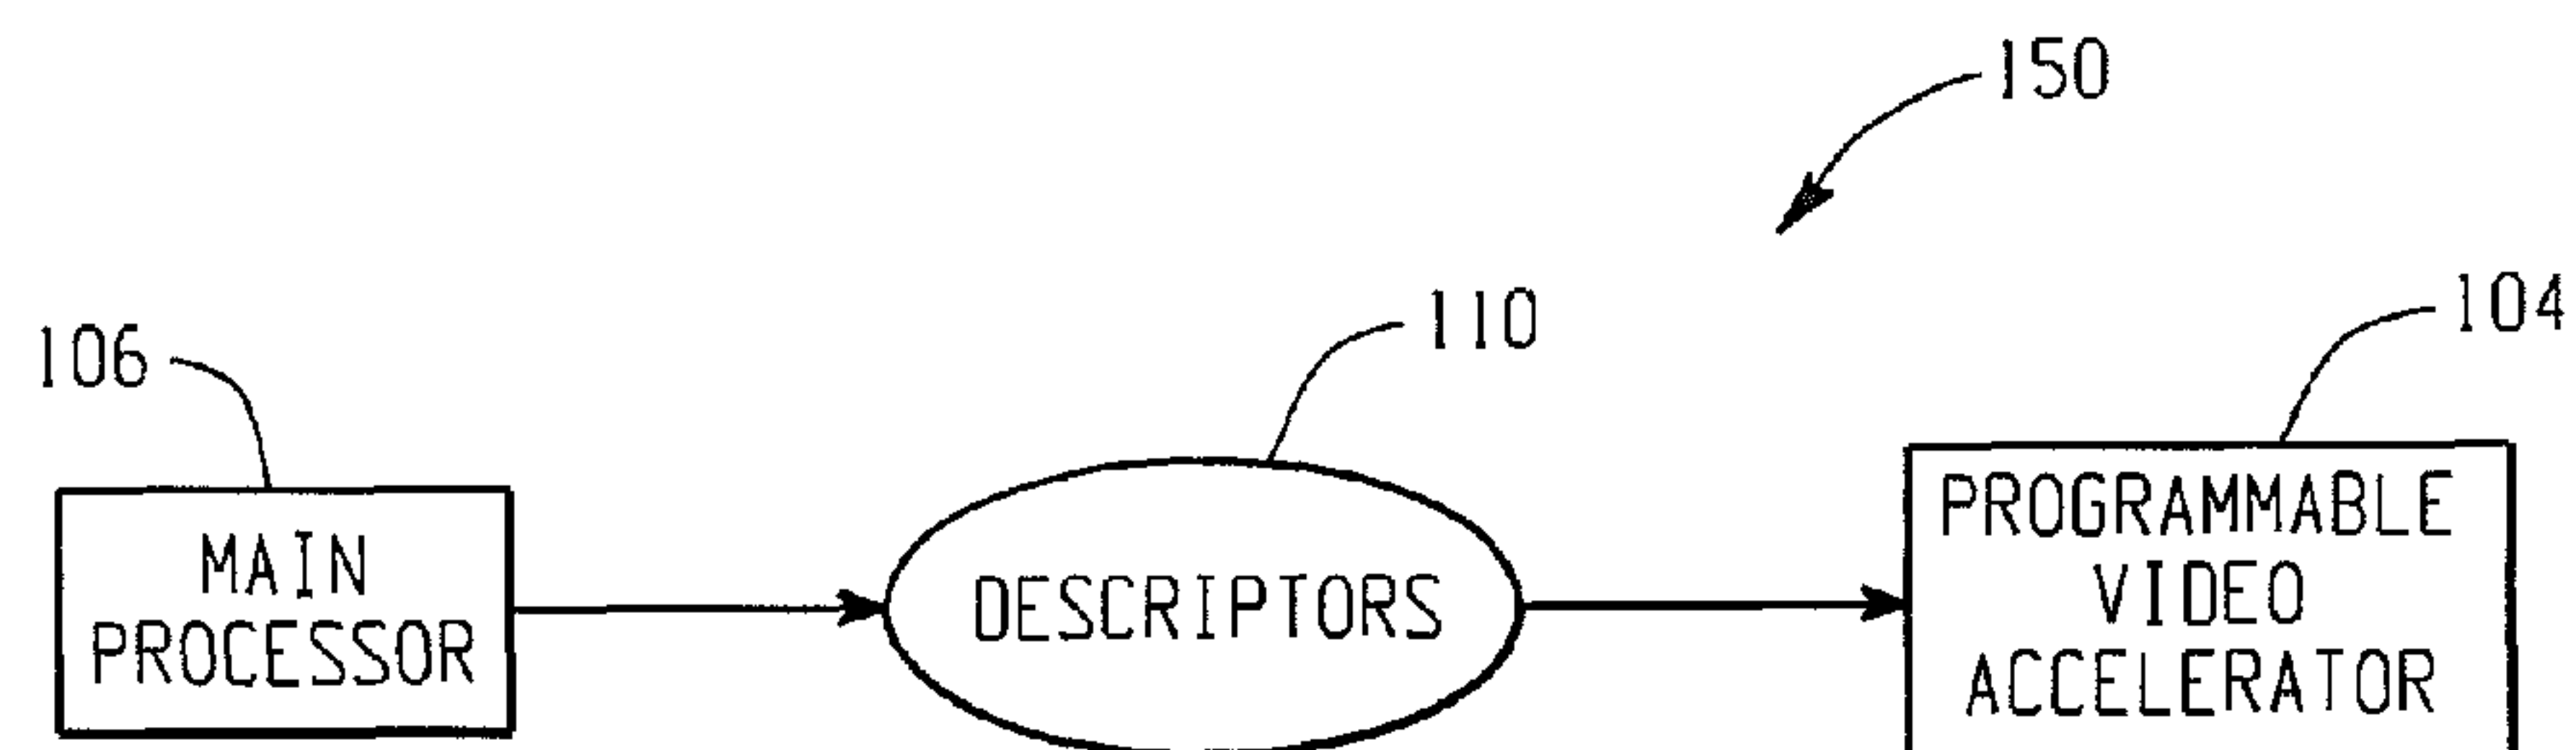 150
110
104
106
MAIN
PROCESSOR
DESCRIPTORS
PROGRAMMABLE
VIDEO
ACCELERATOR